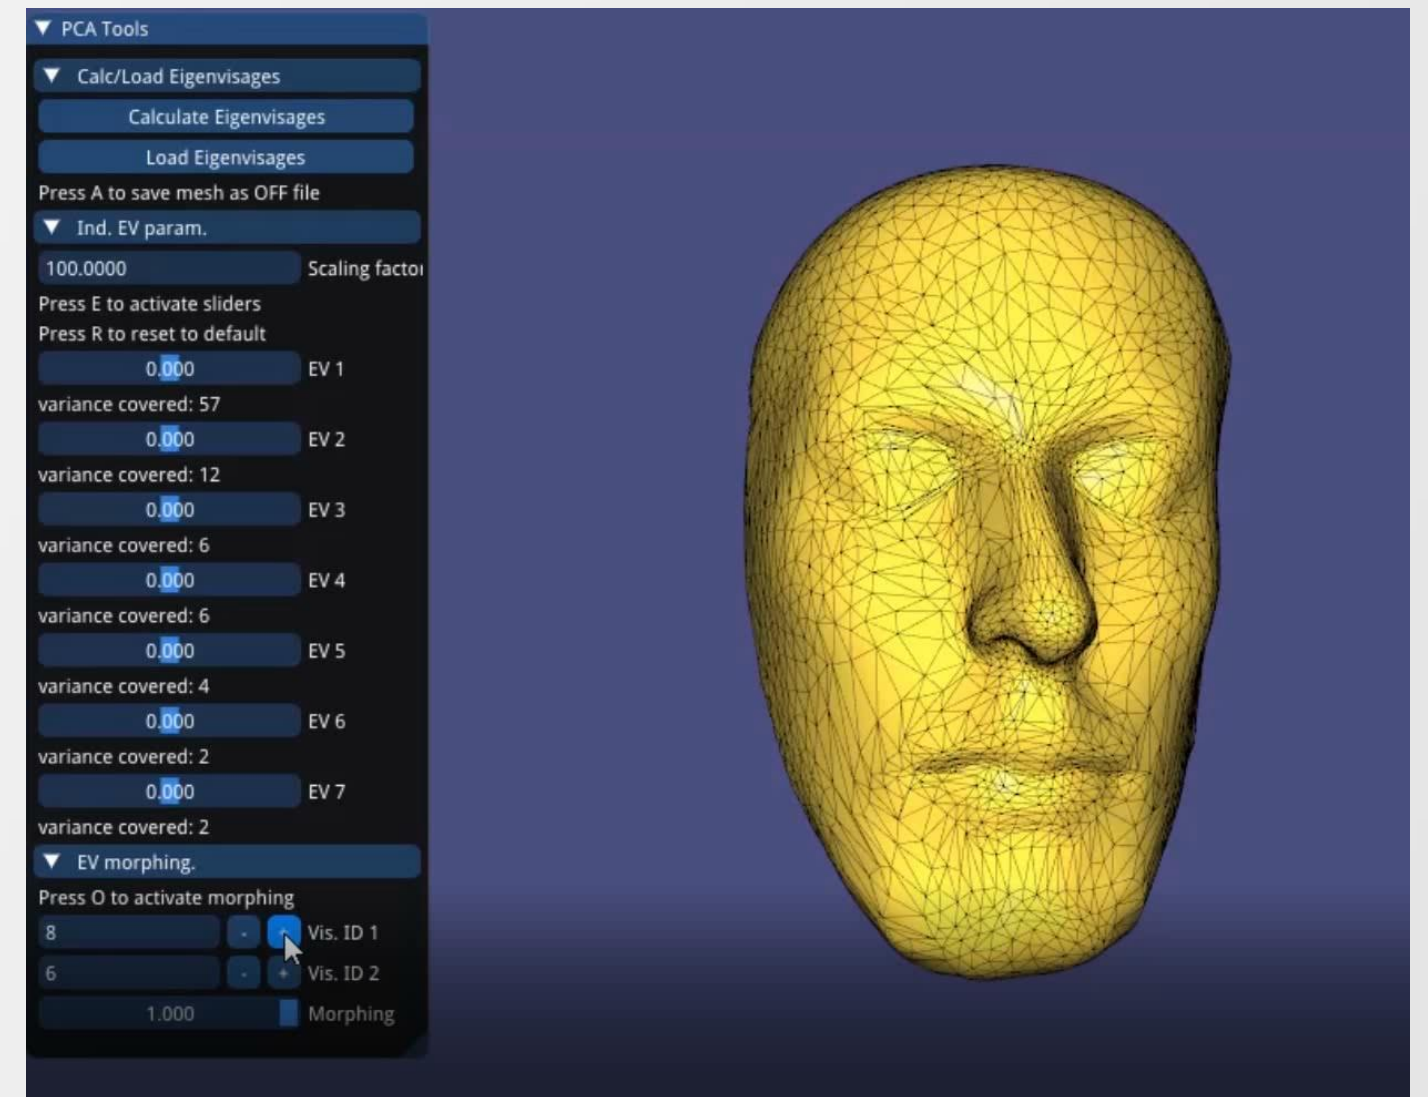 PCA Tools
Calc/Load Eigenvisages
Calculate Eigenvisages
Load Eigenvisages
Press A to save mesh as OFF file
Ind. EV param.
100.0000 Scaling factor
Press E to activate sliders
Press R to reset to default
0.000 EV 1
variance covered: 57
0.000 EV 2
variance covered: 12
0.000 EV 3
variance covered: 6
0.000 EV 4
variance covered: 6
0.000 EV 5
variance covered: 4
0.000 EV 6
variance covered: 2
0.000 EV 7
variance covered: 2
EV morphing.
Press O to activate morphing
8 - + Vis. ID 1
6 - + Vis. ID 2
1.000 Morphing